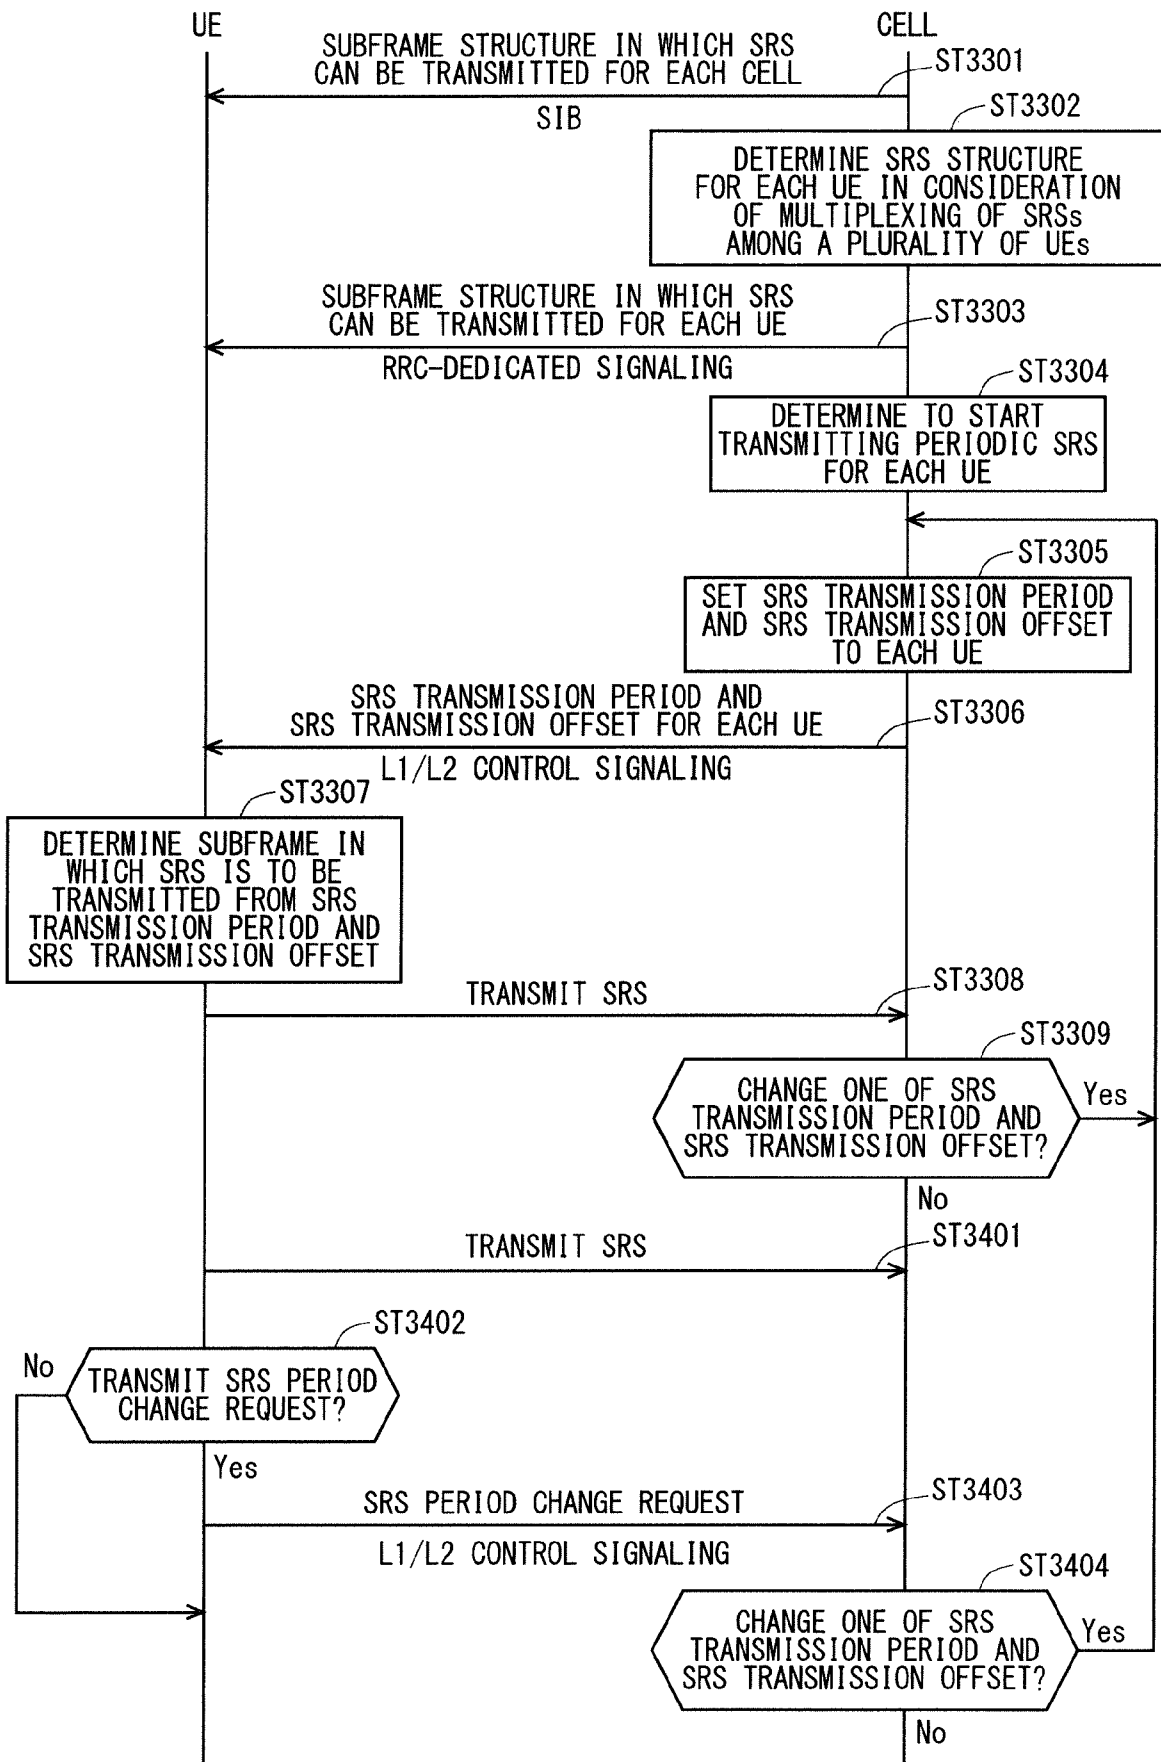 UE
CELL
SUBFRAME STRUCTURE IN WHICH SRS
CAN BE TRANSMITTED FOR EACH CELL
ST3301
SIB
ST3302
DETERMINE SRS STRUCTURE
FOR EACH UE IN CONSIDERATION
OF MULTIPLEXING OF SRSs
AMONG A PLURALITY OF UEs
SUBFRAME STRUCTURE IN WHICH SRS
CAN BE TRANSMITTED FOR EACH UE
ST3303
RRC-DEDICATED SIGNALING
ST3304
DETERMINE TO START
TRANSMITTING PERIODIC SRS
FOR EACH UE
ST3305
SET SRS TRANSMISSION PERIOD
AND SRS TRANSMISSION OFFSET
TO EACH UE
SRS TRANSMISSION PERIOD AND
SRS TRANSMISSION OFFSET FOR EACH UE
ST3306
L1/L2 CONTROL SIGNALING
ST3307
DETERMINE SUBFRAME IN
WHICH SRS IS TO BE
TRANSMITTED FROM SRS
TRANSMISSION PERIOD AND
SRS TRANSMISSION OFFSET
TRANSMIT SRS
ST3308
ST3309
CHANGE ONE OF SRS
TRANSMISSION PERIOD AND
SRS TRANSMISSION OFFSET?
Yes
No
TRANSMIT SRS
ST3401
ST3402
No
TRANSMIT SRS PERIOD
CHANGE REQUEST?
Yes
SRS PERIOD CHANGE REQUEST
ST3403
L1/L2 CONTROL SIGNALING
ST3404
CHANGE ONE OF SRS
TRANSMISSION PERIOD AND
SRS TRANSMISSION OFFSET?
Yes
No